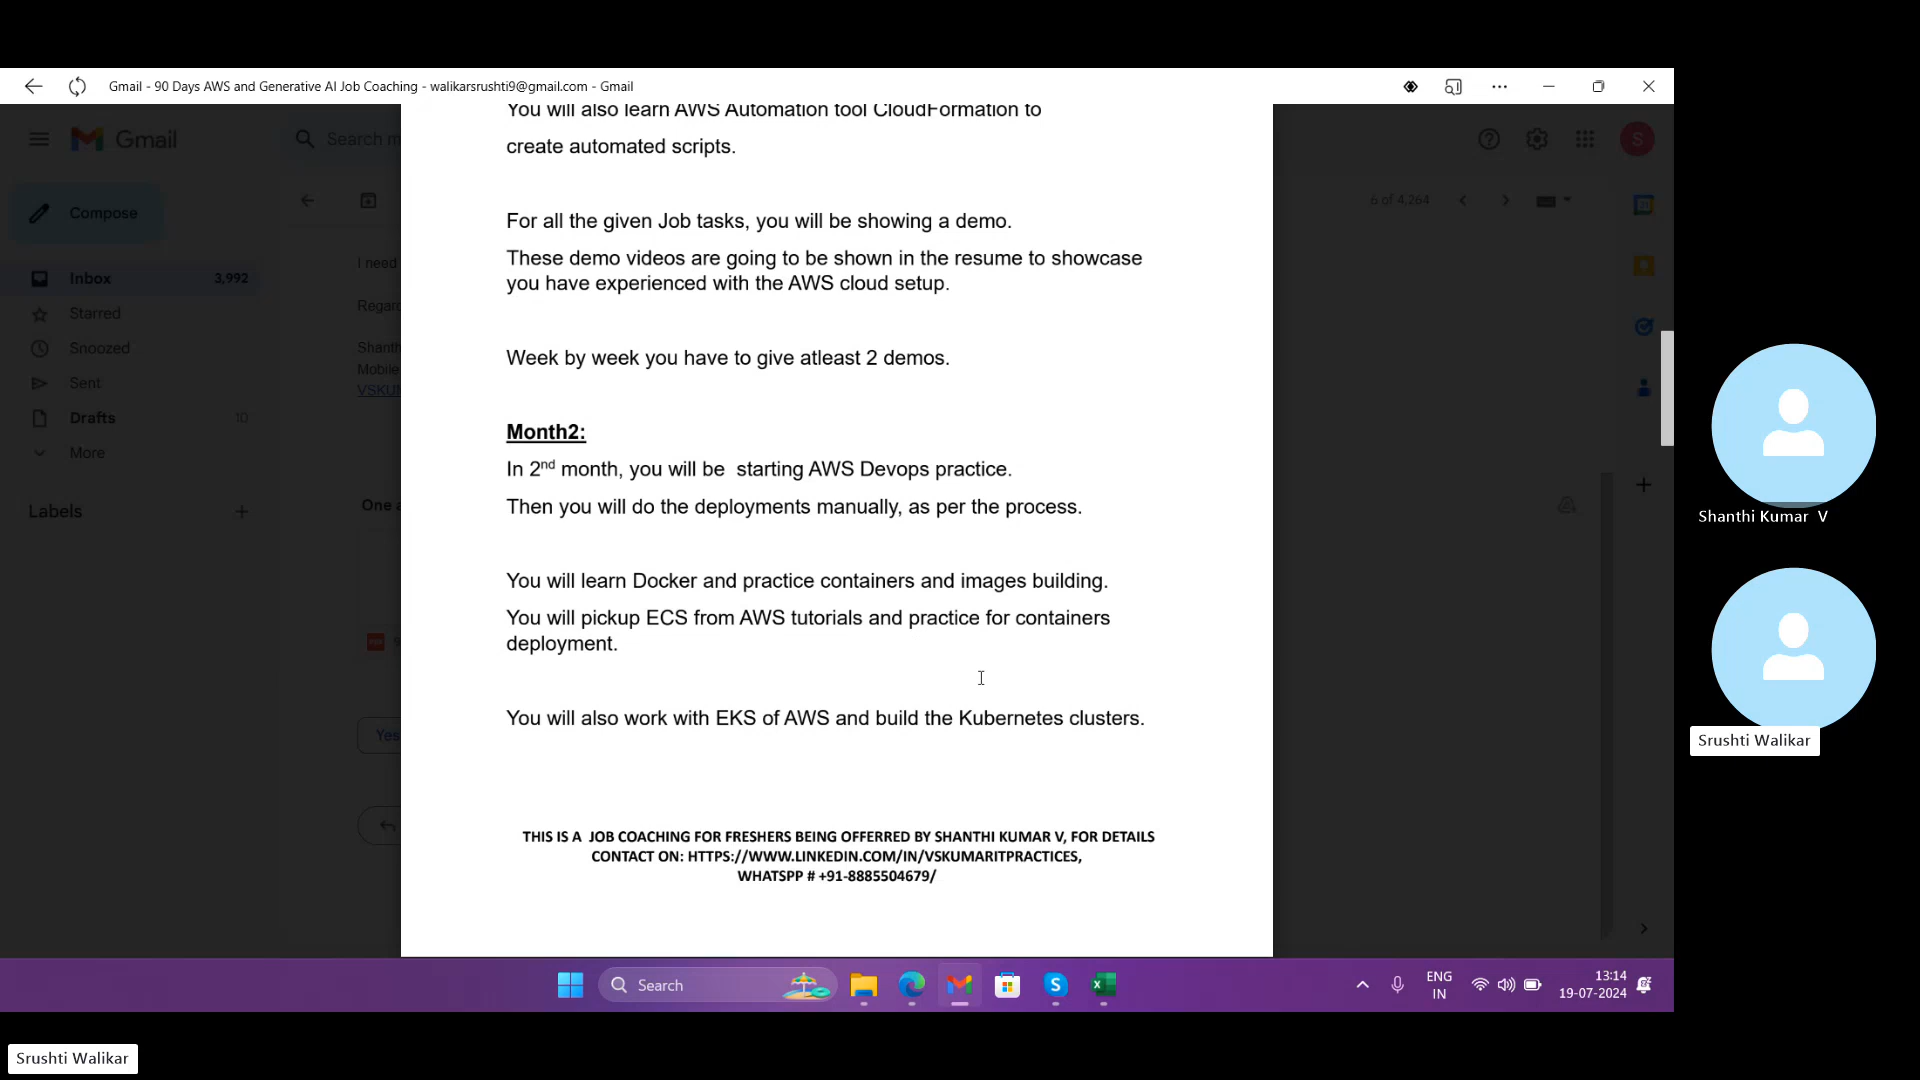 Gmail - 90 Days AWS and Generative AI Job Coaching - walikarsrushti9@gmail.com - Gmail
Gmail
Search m
S
Compose
6 of 4,264
Inbox 3,992
Starred
Snoozed
Sent
Drafts 10
More
Labels
I need
Regar
Shanth
Mobile
VSKU
One a
Yes
You will also learn AWS Automation tool CloudFormation to
create automated scripts.
For all the given Job tasks, you will be showing a demo.
These demo videos are going to be shown in the resume to showcase
you have experienced with the AWS cloud setup.
Week by week you have to give atleast 2 demos.
Month2:
In 2nd month, you will be starting AWS Devops practice.
Then you will do the deployments manually, as per the process.
You will learn Docker and practice containers and images building.
You will pickup ECS from AWS tutorials and practice for containers
deployment.
You will also work with EKS of AWS and build the Kubernetes clusters.
THIS IS A JOB COACHING FOR FRESHERS BEING OFFERRED BY SHANTHI KUMAR V, FOR DETAILS
CONTACT ON: HTTPS://WWW.LINKEDIN.COM/IN/VSKUMARITPRACTICES,
WHATSPP # +91-8885504679/
Shanthi Kumar V
Srushti Walikar
Search
ENG
IN
13:14
19-07-2024
Srushti Walikar